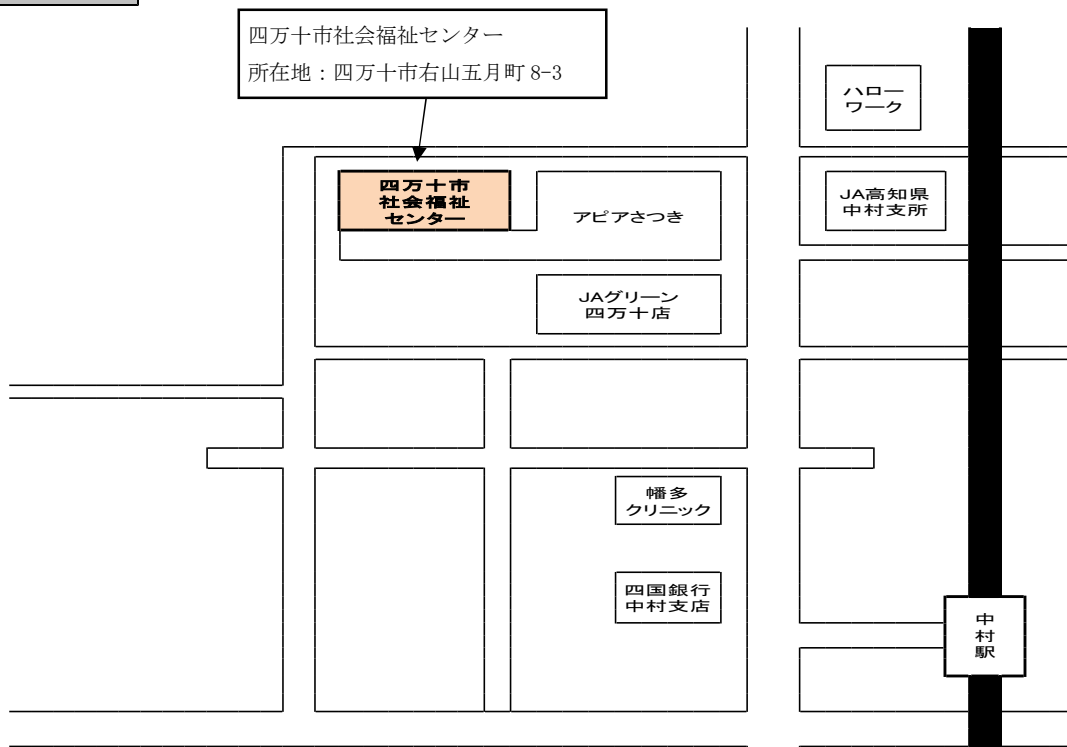 四万十市社会福祉センター
所在地：四万十市右山五月町 8-3
ハロー
ワーク
四万十市
社会福祉
センター
アピアさつき
JA高知県
中村支所
JAグリーン
四万十店
幡多
クリニック
四国銀行
中村支店
中
村
駅